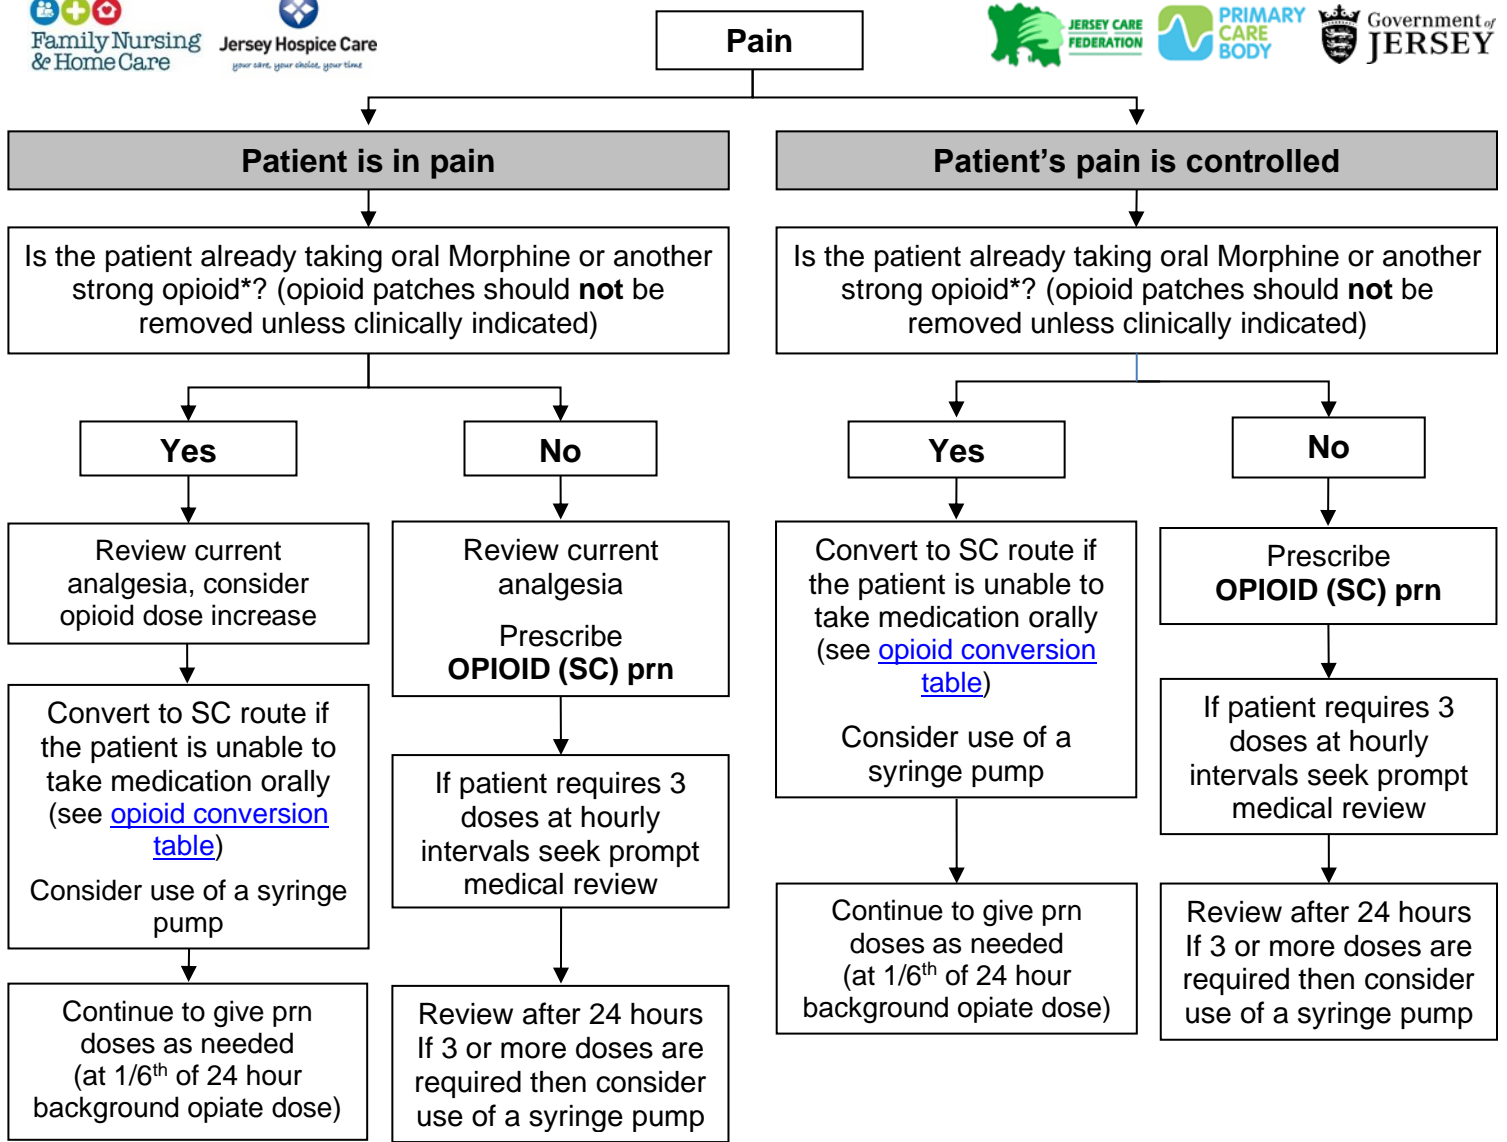 Family Nursing
& Home Care
Jersey Hospice Care
your care, your choice, your time
Pain
JERSEY CARE
FEDERATION
PRIMARY
CARE
BODY
Government of
JERSEY
Patient is in pain
Is the patient already taking oral Morphine or another
strong opioid*? (opioid patches should not be
removed unless clinically indicated)
Yes
Review current
analgesia, consider
opioid dose increase
Convert to SC route if
the patient is unable to
take medication orally
(see opioid conversion
table)
Consider use of a syringe
pump
Continue to give prn
doses as needed
(at 1/6th of 24 hour
background opiate dose)
No
Review current
analgesia
Prescribe
OPIOID (SC) prn
If patient requires 3
doses at hourly
intervals seek prompt
medical review
Review after 24 hours
If 3 or more doses are
required then consider
use of a syringe pump
Patient's pain is controlled
Is the patient already taking oral Morphine or another
strong opioid*? (opioid patches should not be
removed unless clinically indicated)
Yes
Convert to SC route if
the patient is unable to
take medication orally
(see opioid conversion
table)
Consider use of a
syringe pump
Continue to give prn
doses as needed
(at 1/6th of 24 hour
background opiate dose)
No
Prescribe
OPIOID (SC) prn
If patient requires 3
doses at hourly
intervals seek prompt
medical review
Review after 24 hours
If 3 or more doses are
required then consider
use of a syringe pump